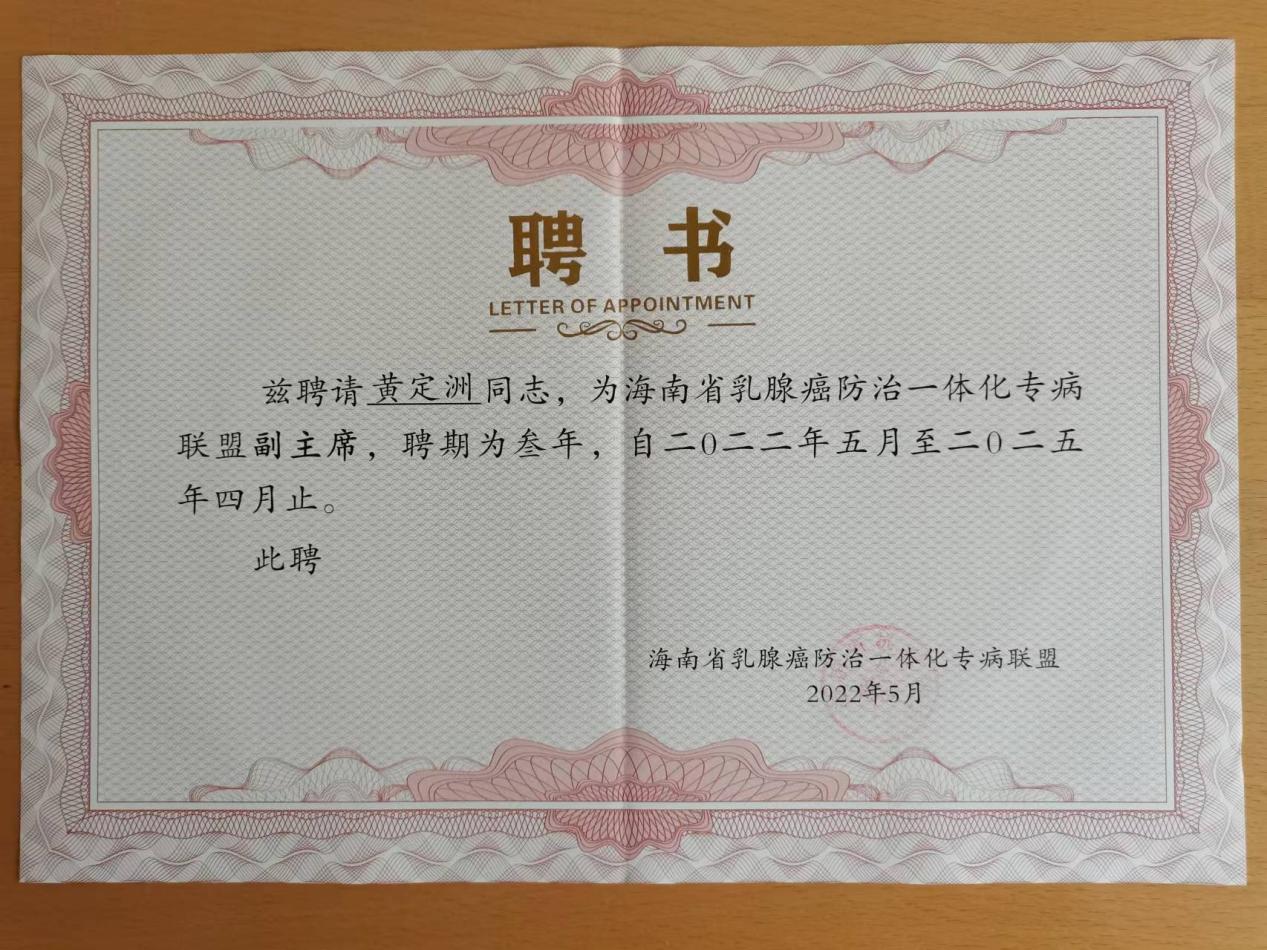 聘 书
LETTER OF APPOINTMENT
兹聘请黄定洲同志，为海南省乳腺癌防治一体化专病
联盟副主席，聘期为叁年，自二〇二二年五月至二〇二五
年四月止。
此聘
海南省乳腺癌防治一体化专病联盟
2022年5月